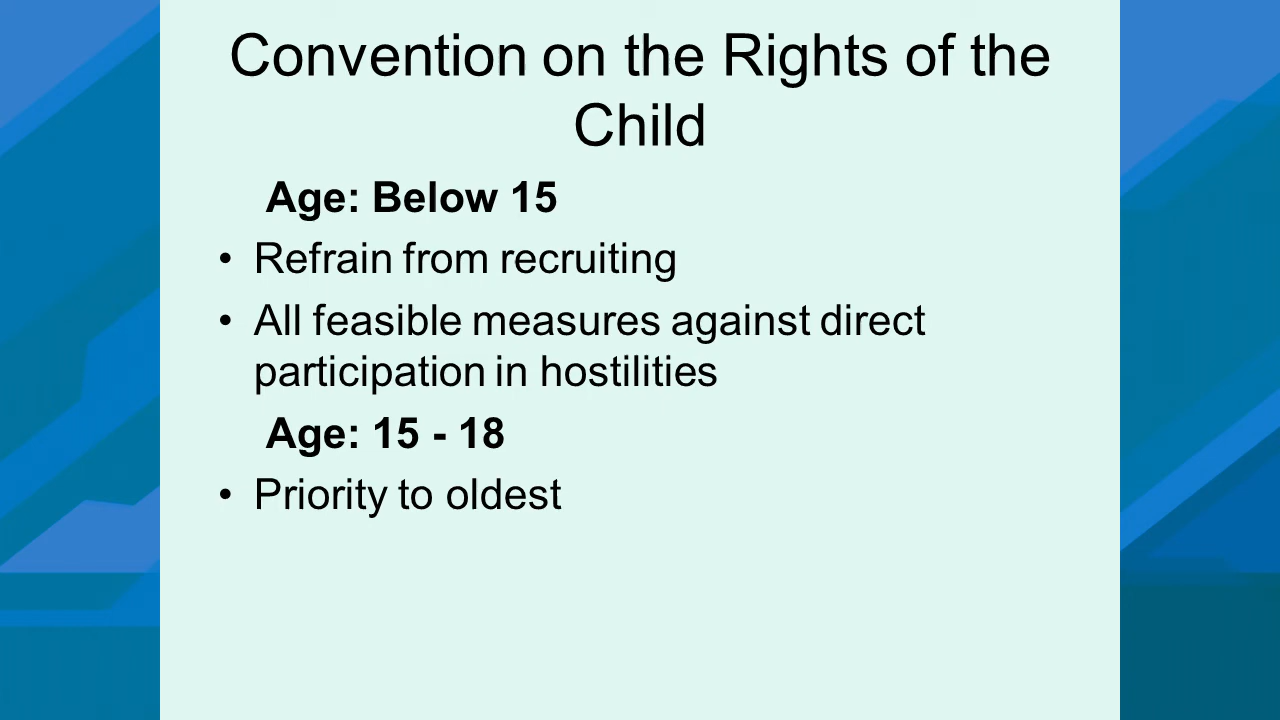 Convention on the Rights of the
Child
Age: Below 15
• Refrain from recruiting
• All feasible measures against direct
participation in hostilities
Age: 15 - 18
• Priority to oldest